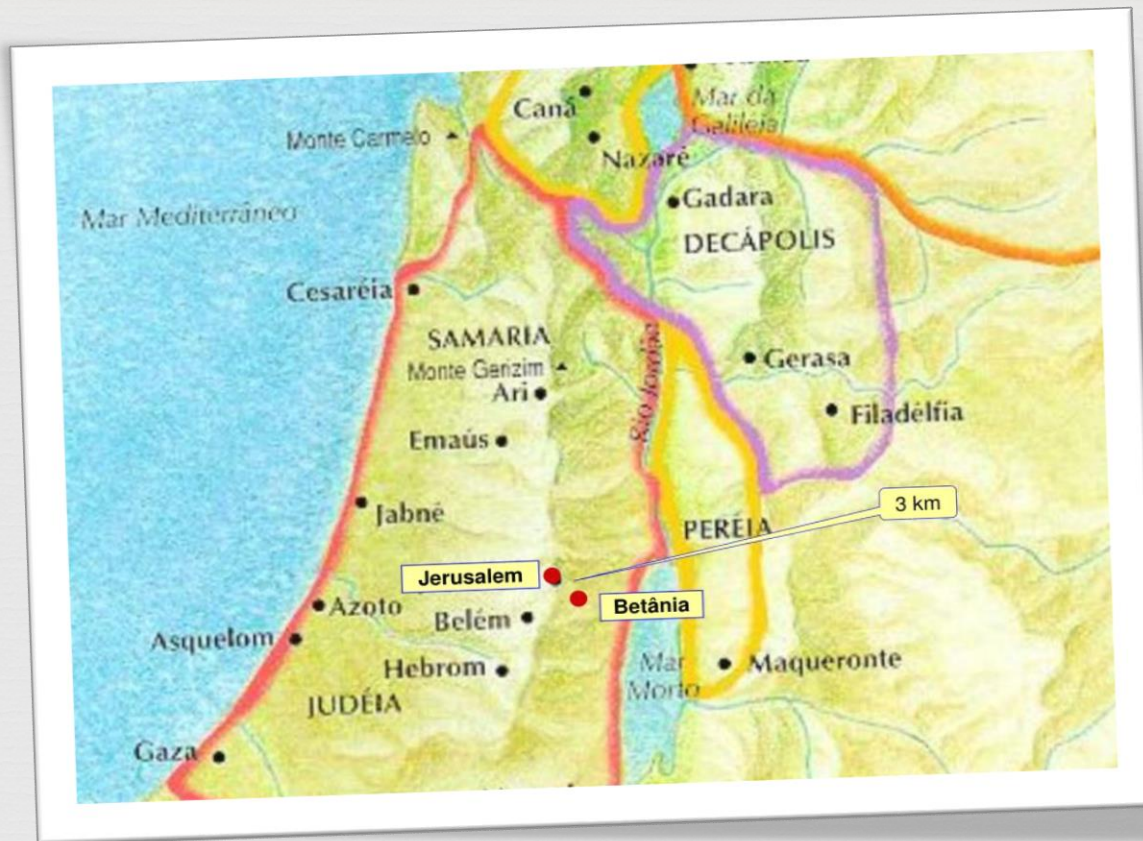 Caná
Mar da
Galileia
Monte Carmelo
Nazaré
Mar Mediterrâneo
Gadara
DECÁPOLIS
Cesaréia
SAMARIA
Monte Gerizim
Gerasa
Ari
Rio Jordão
Filadélfia
Emaús
3 km
Jabné
PERÉIA
Jerusalem
Betânia
Azoto
Belém
Asquelom
Hebrom
Mar
Morto
Maqueronte
JUDÉIA
Gaza